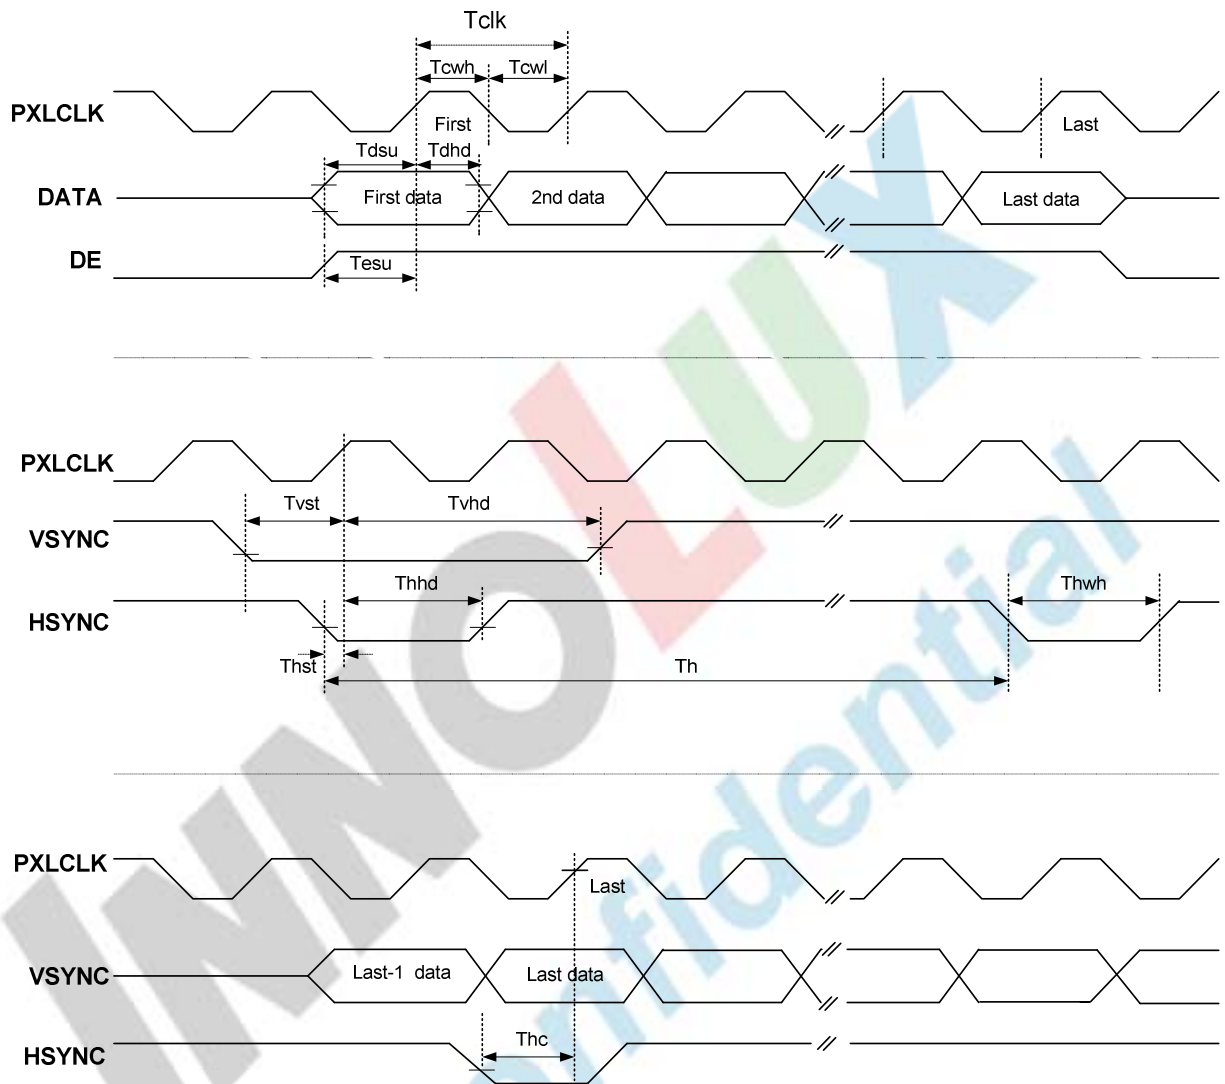 Tclk
Tcwh Tcwl
PXLCLK
First Last
Tdsu Tdhd
DATA First data 2nd data Last data
DE
Tesu
PXLCLK
Tvst Tvhd
VSYNC
Thhd Thwh
HSYNC
Thst Th
PXLCLK
Last
VSYNC Last-1 data Last data
Thc
HSYNC
INNOLUX
Confidential